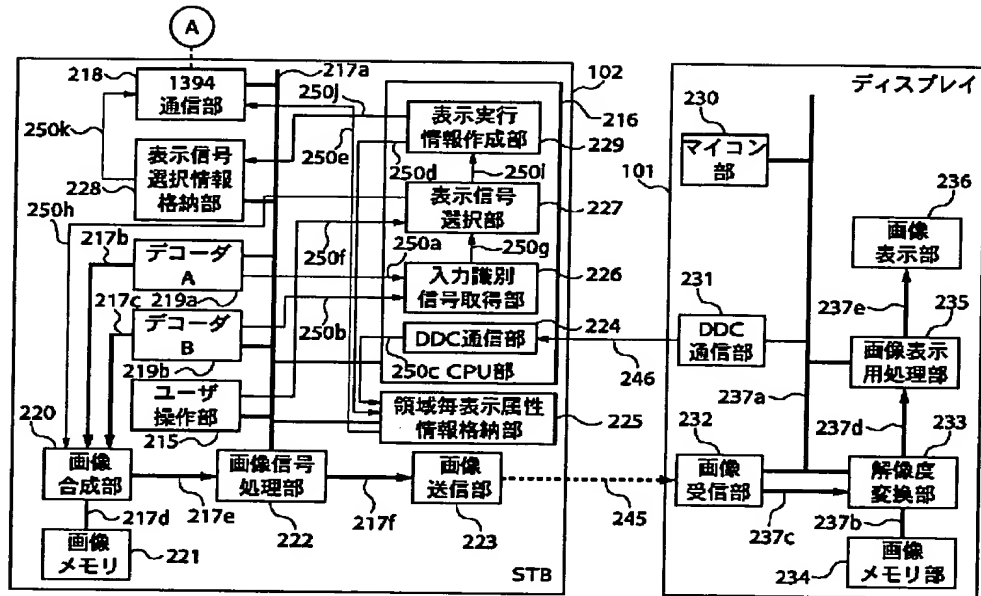 A
218
1394
通信部
217a
250j
250k
250e
102
216
表示実行
情報作成部
229
250d
250i
表示信号
選択情報
格納部
228
表示信号
選択部
227
250h
217b
250f
250a
250g
デコーダ
A
219a
入力識別
信号取得部
226
217c
250b
デコーダ
B
219b
DDC通信部
224
250c
CPU部
ユーザ
操作部
215
領域毎表示属性
情報格納部
225
220
画像
合成部
217e
画像信号
処理部
222
217f
画像
送信部
223
217d
画像
メモリ
221
STB
245
246
ディスプレイ
101
230
マイコン
部
236
画像
表示部
231
DDC
通信部
237e
235
画像表示
用処理部
237a
237d
232
画像
受信部
237c
233
解像度
変換部
237b
234
画像
メモリ部